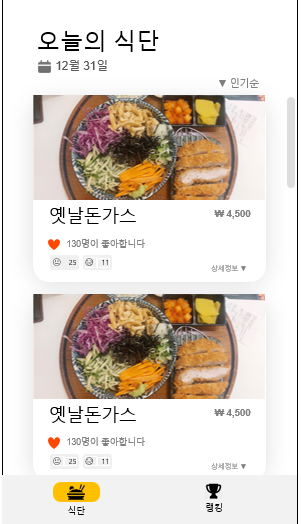 오늘의 식단
12월 31일
▼ 인기순
옛날돈가스 ₩ 4,500
130명이 좋아합니다
25 11
상세정보 ▼
옛날돈가스 ₩ 4,500
130명이 좋아합니다
25 11
상세정보 ▼
식단 랭킹